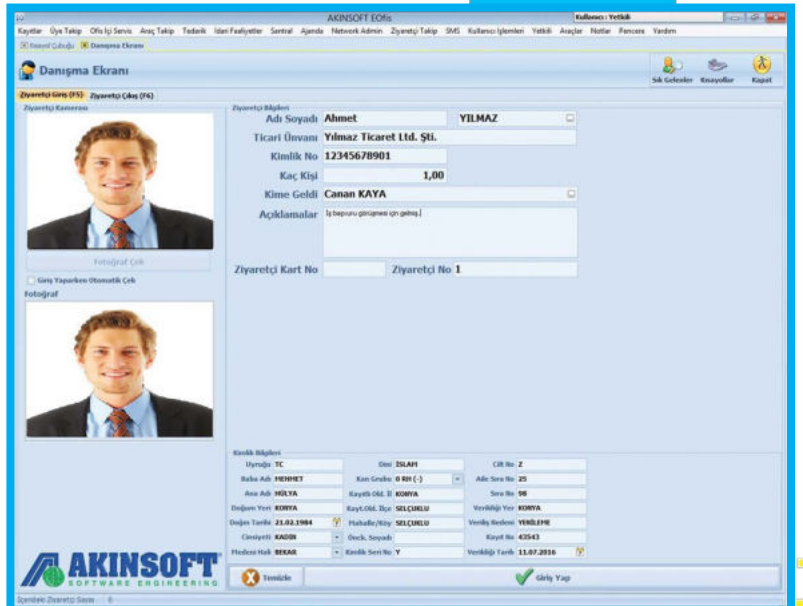 AKINSOFT EOfis
Kullanıcı : Yetkili
Kayıtlar Üye Takip Ofis İçi Servis Araç Takip Tedarik İdari Faaliyetler Santral Ajanda Network Admin Ziyaretçi Takip SMS Kullanıcı İşlemleri Yetkili Araçlar Notlar Pencere Yardım
Kısayol Çubuğu Danışma Ekranı
Danışma Ekranı
Sık Gelenler Kısayollar Kapat
Ziyaretçi Giriş (F5) Ziyaretçi Çıkış (F6)
Ziyaretçi Kamerası
Fotoğraf Çek
Giriş Yaparken Otomatik Çek
Fotoğraf
Ziyaretçi Bilgileri
Adı Soyadı Ahmet YILMAZ
Ticari Ünvanı Yılmaz Ticaret Ltd. Şti.
Kimlik No 12345678901
Kaç Kişi 1,00
Kime Geldi Canan KAYA
Açıklamalar İş başvuru görüşmesi için gelmiş.
Ziyaretçi Kart No Ziyaretçi No 1
Kimlik Bilgileri
Uyruğu TC Dini İSLAM Cilt No Z
Baba Adı MEHMET Kan Grubu 0 RH (-) Aile Sıra No 25
Ana Adı HÜLYA Kayıtlı Old. İl KONYA Sıra No 98
Doğum Yeri KONYA Kayt.Old. İlçe SELÇUKLU Verildiği Yer KONYA
Doğum Tarihi 21.02.1984 Mahalle/Köy SELÇUKLU Veriliş Nedeni YENİLEME
Cinsiyeti KADIN Önck. Soyadı Kayıt No 43543
Medeni Hali BEKAR Kimlik Seri No Y Verildiği Tarih 11.07.2016
Temizle Giriş Yap
AKINSOFT
SOFTWARE ENGINEERING
İçerideki Ziyaretçi Sayısı 6